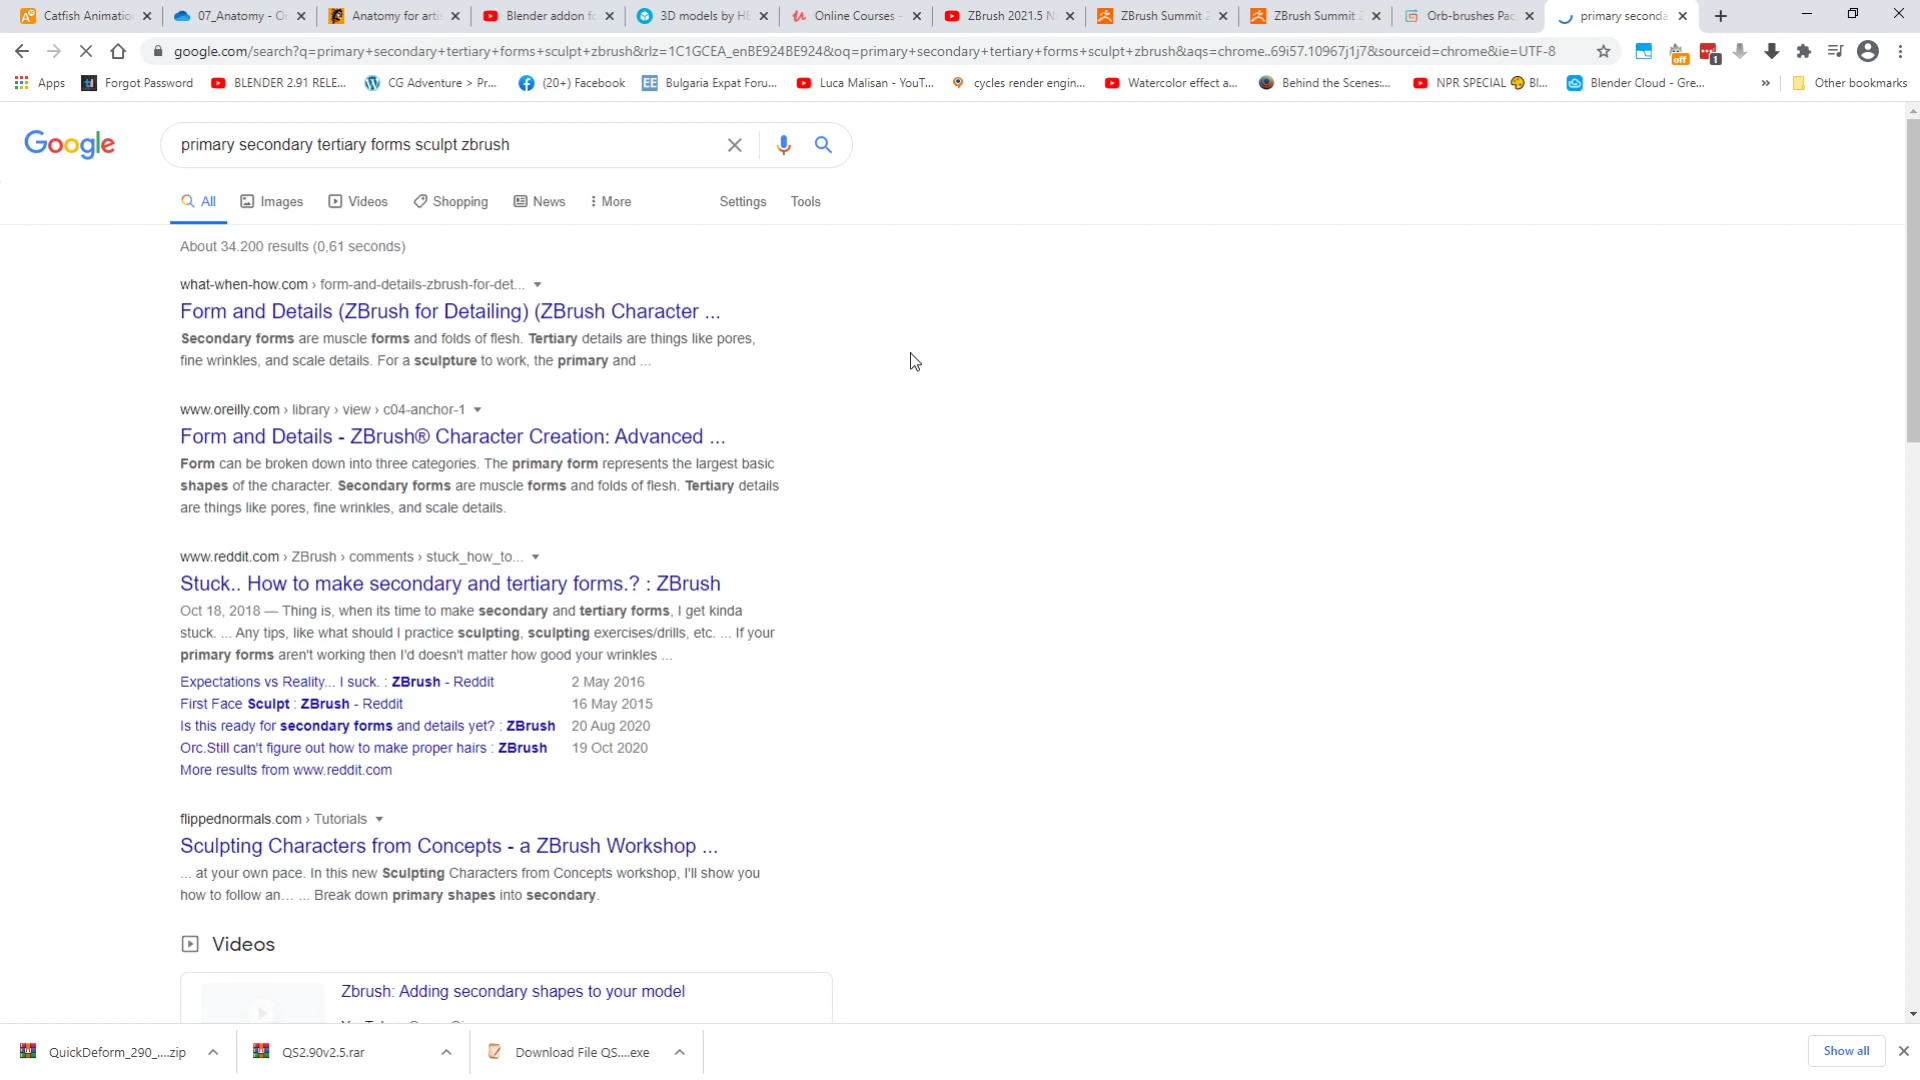 Catfish Animatio
07_Anatomy - O
Anatomy for arti
Blender addon fo
3D models by HE
Online Courses -
ZBrush 2021.5 N
ZBrush Summit 2
ZBrush Summit 2
Orb-brushes Pac
primary seconda
google.com/search?q=primary+secondary+tertiary+forms+sculpt+zbrush&rlz=1C1GCEA_enBE924BE924&oq=primary+secondary+tertiary+forms+sculpt+zbrush&aqs=chrome..69i57.10967j1j7&sourceid=chrome&ie=UTF-8
off
1
Apps
Forgot Password
BLENDER 2.91 RELE...
CG Adventure > Pr...
(20+) Facebook
Bulgaria Expat Foru...
Luca Malisan - YouT...
cycles render engin...
Watercolor effect a...
Behind the Scenes:...
NPR SPECIAL Bl...
Blender Cloud - Gre...
»
Other bookmarks
Google
primary secondary tertiary forms sculpt zbrush
All
Images
Videos
Shopping
News
More
Settings
Tools
About 34.200 results (0,61 seconds)
what-when-how.com › form-and-details-zbrush-for-det...
Form and Details (ZBrush for Detailing) (ZBrush Character ...
Secondary forms are muscle forms and folds of flesh. Tertiary details are things like pores,
fine wrinkles, and scale details. For a sculpture to work, the primary and ...
www.oreilly.com › library › view › c04-anchor-1
Form and Details - ZBrush® Character Creation: Advanced ...
Form can be broken down into three categories. The primary form represents the largest basic
shapes of the character. Secondary forms are muscle forms and folds of flesh. Tertiary details
are things like pores, fine wrinkles, and scale details.
www.reddit.com › ZBrush › comments › stuck_how_to...
Stuck.. How to make secondary and tertiary forms.? : ZBrush
Oct 18, 2018 — Thing is, when its time to make secondary and tertiary forms, I get kinda
stuck. ... Any tips, like what should I practice sculpting, sculpting exercises/drills, etc. ... If your
primary forms aren't working then I'd doesn't matter how good your wrinkles ...
Expectations vs Reality... I suck. : ZBrush - Reddit 2 May 2016
First Face Sculpt : ZBrush - Reddit 16 May 2015
Is this ready for secondary forms and details yet? : ZBrush 20 Aug 2020
Orc.Still can't figure out how to make proper hairs : ZBrush 19 Oct 2020
More results from www.reddit.com
flippednormals.com › Tutorials
Sculpting Characters from Concepts - a ZBrush Workshop ...
... at your own pace. In this new Sculpting Characters from Concepts workshop, I'll show you
how to follow an... ... Break down primary shapes into secondary.
Videos
Zbrush: Adding secondary shapes to your model
QuickDeform_290_....zip
QS2.90v2.5.rar
Download File QS....exe
Show all